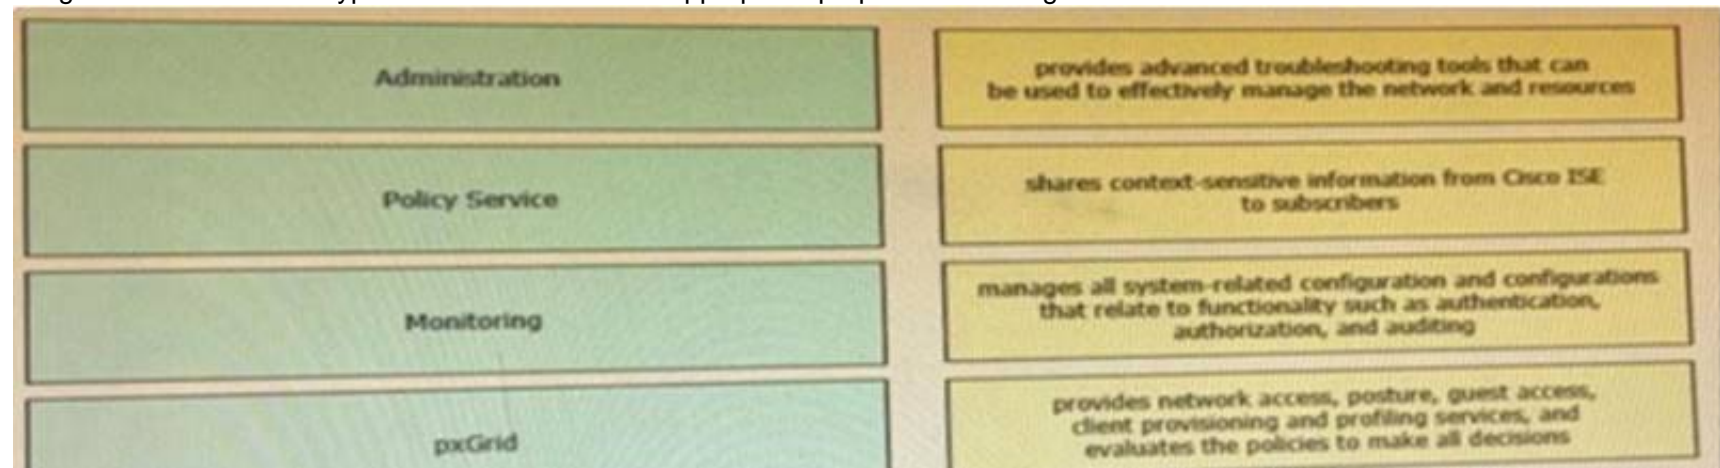 Administration
provides advanced troubleshooting tools that can
be used to effectively manage the network and resources
Policy Service
shares context-sensitive information from Cisco ISE
to subscribers
Monitoring
manages all system-related configuration and configurations
that relate to functionality such as authentication,
authorization, and auditing
pxGrid
provides network access, posture, guest access,
client provisioning and profiling services, and
evaluates the policies to make all decisions